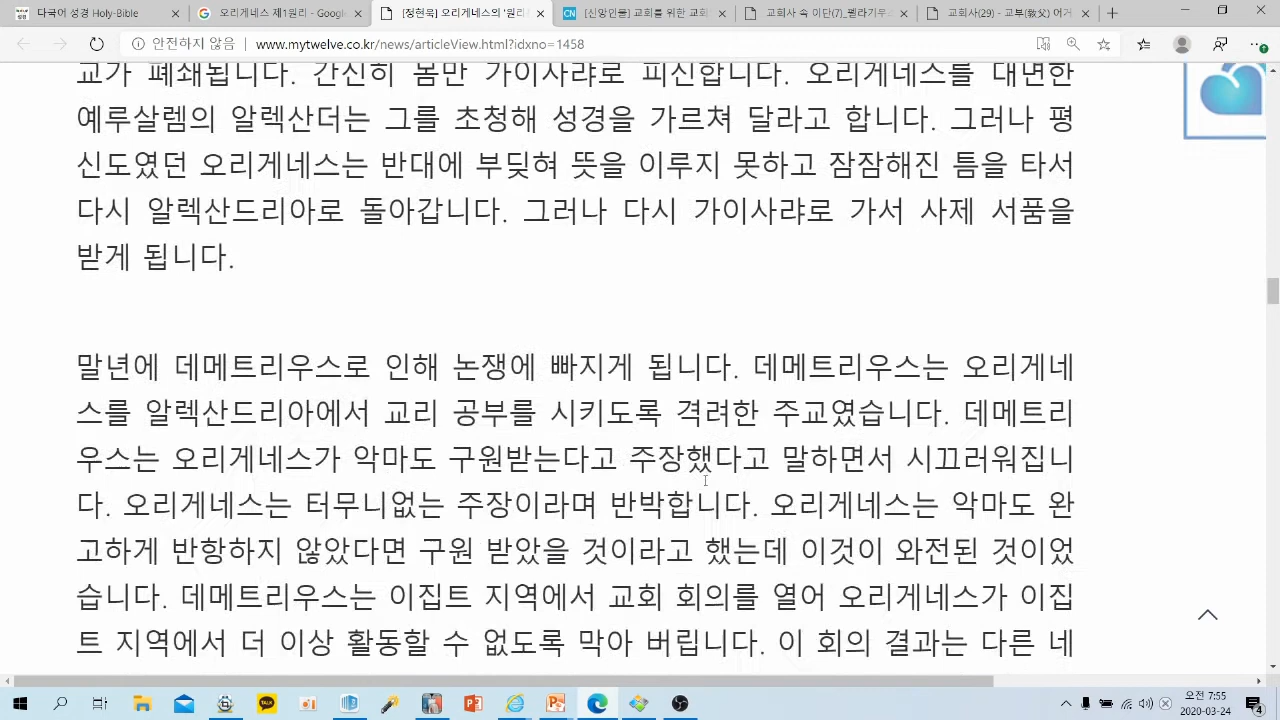 다국어 성경 Holy-Bible
오리게네스 제1원리 - Google
[정현욱] 오리게네스의 '원리
[신앙인물] 교회를 위한 교회
교회사 속 이단(7)_펠라기우스
교회사(29) - 교부(敎父) 어거
안전하지 않음
www.mytwelve.co.kr/news/articleView.html?idxno=1458
교가 폐쇄됩니다. 간신히 몸만 가이사랴로 피신합니다. 오리게네스를 대면한
예루살렘의 알렉산더는 그를 초청해 성경을 가르쳐 달라고 합니다. 그러나 평
신도였던 오리게네스는 반대에 부딪혀 뜻을 이루지 못하고 잠잠해진 틈을 타서
다시 알렉산드리아로 돌아갑니다. 그러나 다시 가이사랴로 가서 사제 서품을
받게 됩니다.
말년에 데메트리우스로 인해 논쟁에 빠지게 됩니다. 데메트리우스는 오리게네
스를 알렉산드리아에서 교리 공부를 시키도록 격려한 주교였습니다. 데메트리
우스는 오리게네스가 악마도 구원받는다고 주장했다고 말하면서 시끄러워집니
다. 오리게네스는 터무니없는 주장이라며 반박합니다. 오리게네스는 악마도 완
고하게 반항하지 않았다면 구원 받았을 것이라고 했는데 이것이 와전된 것이었
습니다. 데메트리우스는 이집트 지역에서 교회 회의를 열어 오리게네스가 이집
트 지역에서 더 이상 활동할 수 없도록 막아 버립니다. 이 회의 결과는 다른 네
오전 7:55
2020-03-24